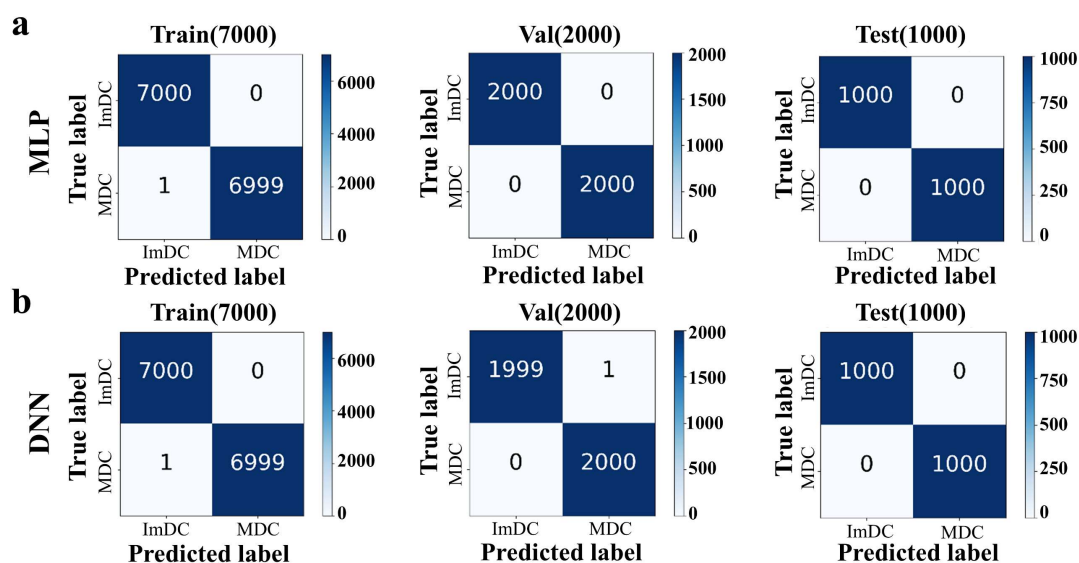 a
MLP
Train(7000)
True label
ImDC
MDC
7000 0
1 6999
ImDC MDC
Predicted label
6000
4000
2000
0
Val(2000)
True label
ImDC
MDC
2000 0
0 2000
ImDC MDC
Predicted label
2000
1500
1000
500
0
Test(1000)
True label
ImDC
MDC
1000 0
0 1000
ImDC MDC
Predicted label
1000
750
500
250
0
b
DNN
Train(7000)
True label
ImDC
MDC
7000 0
1 6999
ImDC MDC
Predicted label
6000
4000
2000
0
Val(2000)
True label
ImDC
MDC
1999 1
0 2000
ImDC MDC
Predicted label
2000
1500
1000
500
0
Test(1000)
True label
ImDC
MDC
1000 0
0 1000
ImDC MDC
Predicted label
1000
750
500
250
0